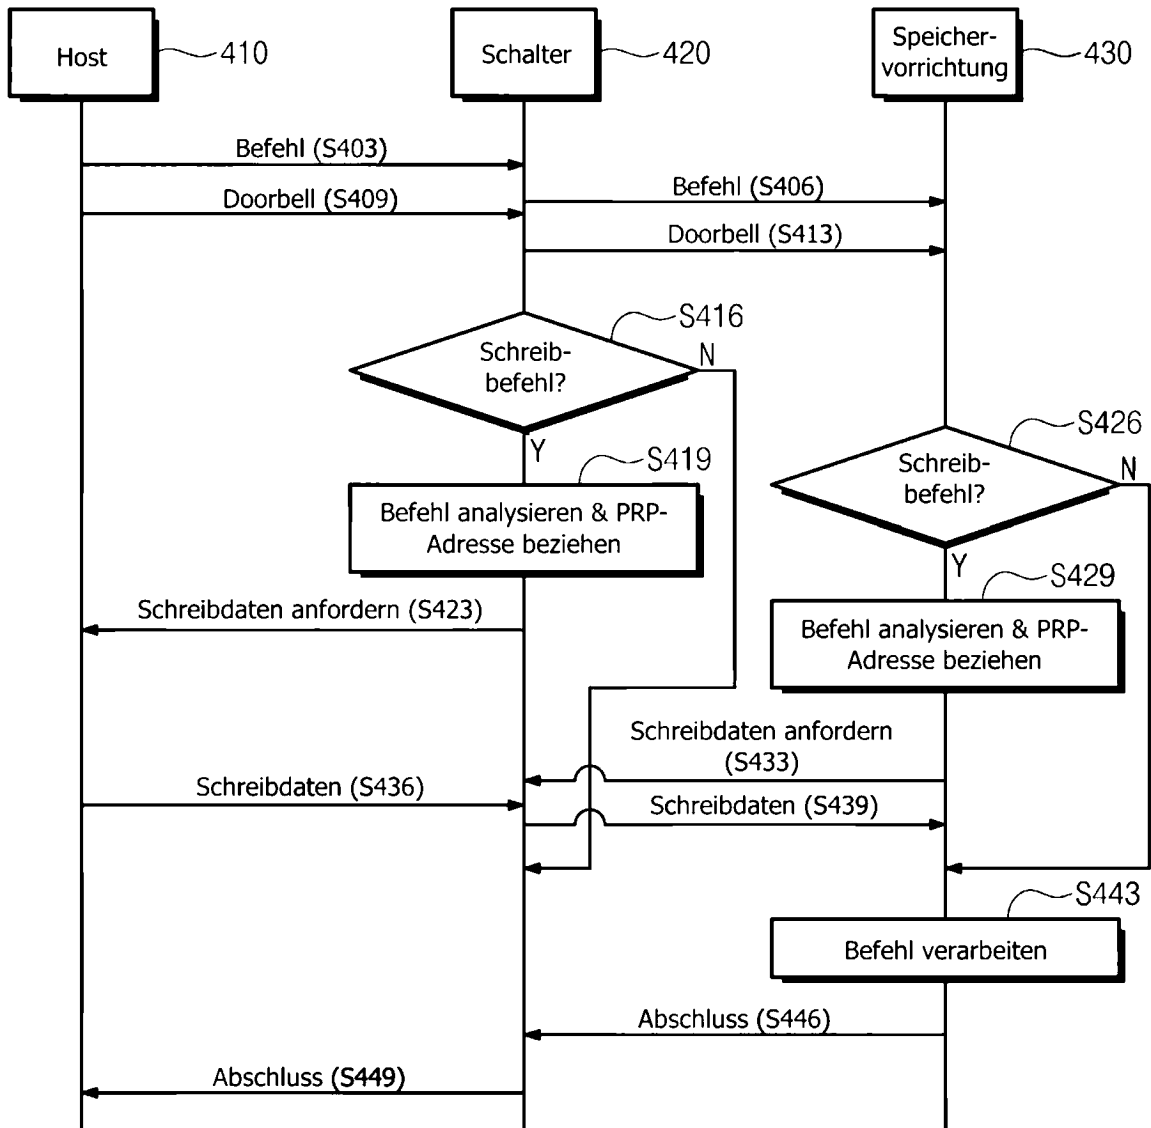 Host
410
Schalter
420
Speicher-
vorrichtung
430
Befehl (S403)
Doorbell (S409)
Befehl (S406)
Doorbell (S413)
S416
Schreib-
befehl?
N
Y
S419
Befehl analysieren & PRP-
Adresse beziehen
S426
Schreib-
befehl?
N
Y
S429
Befehl analysieren & PRP-
Adresse beziehen
Schreibdaten anfordern (S423)
Schreibdaten anfordern
(S433)
Schreibdaten (S436)
Schreibdaten (S439)
S443
Befehl verarbeiten
Abschluss (S446)
Abschluss (S449)